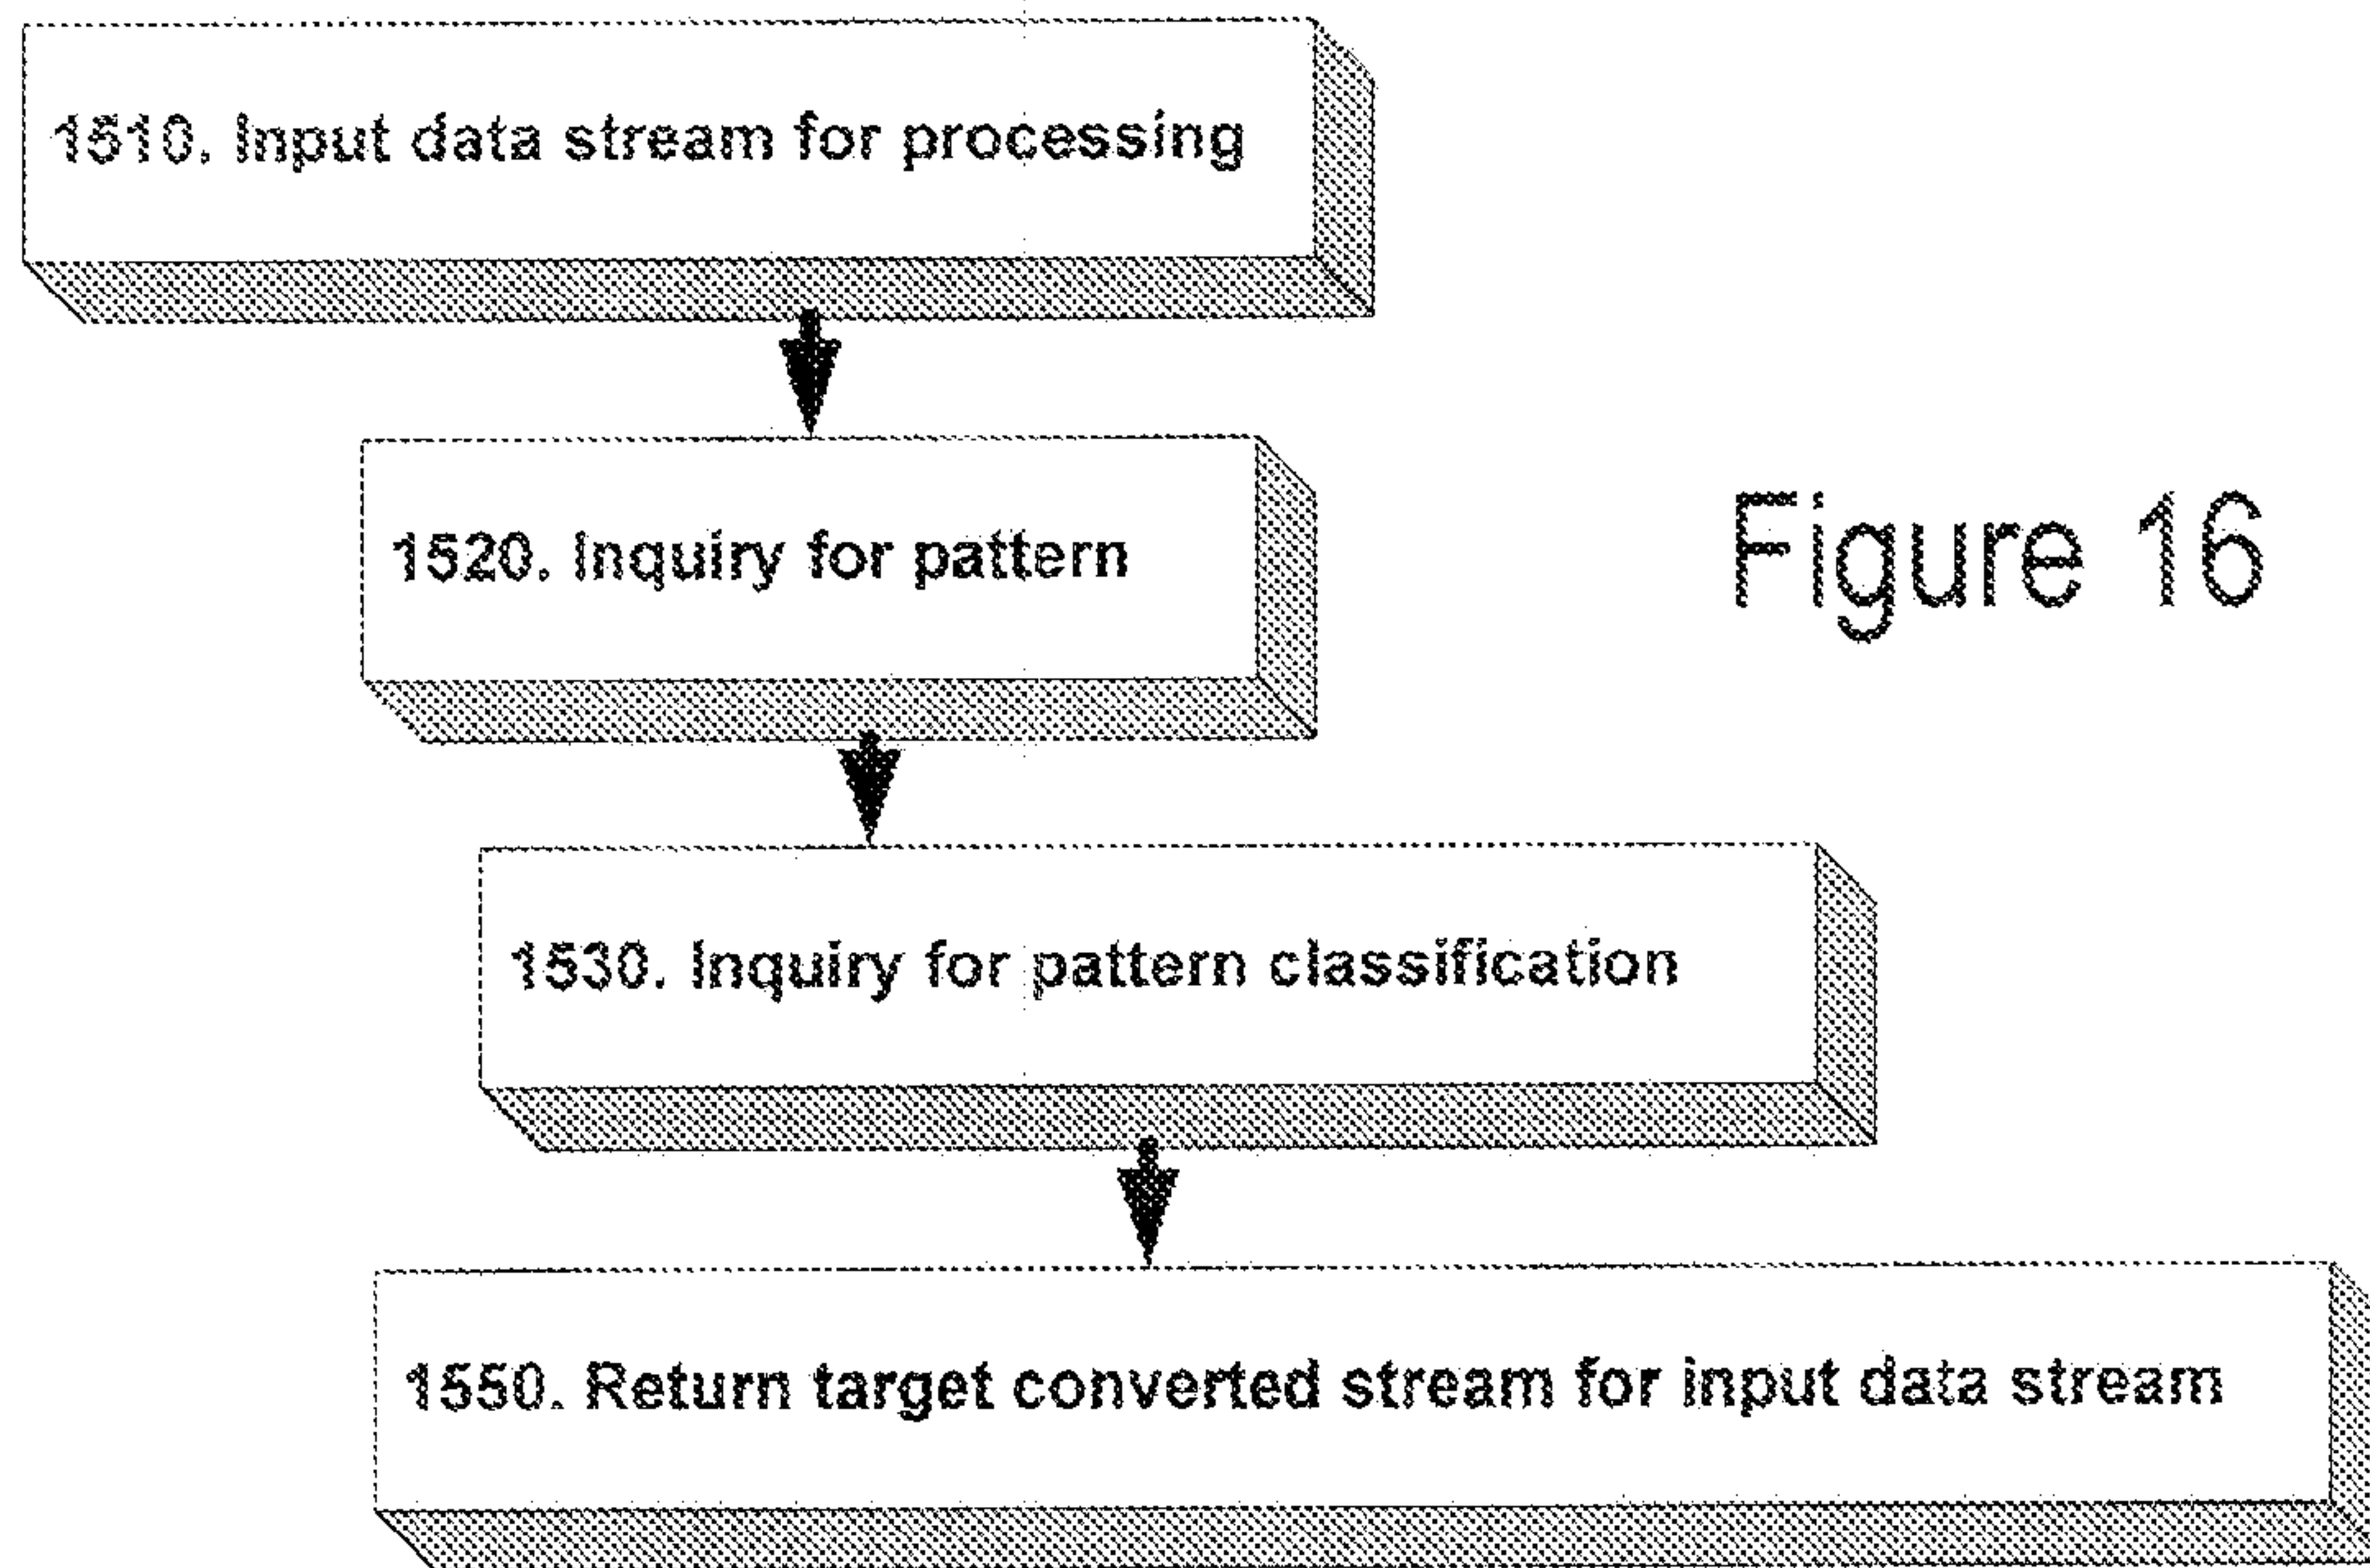 1510. Input data stream for processing
1520. Inquiry for pattern
Figure 16
1530. Inquiry for pattern classification
1550. Return target converted stream for input data stream